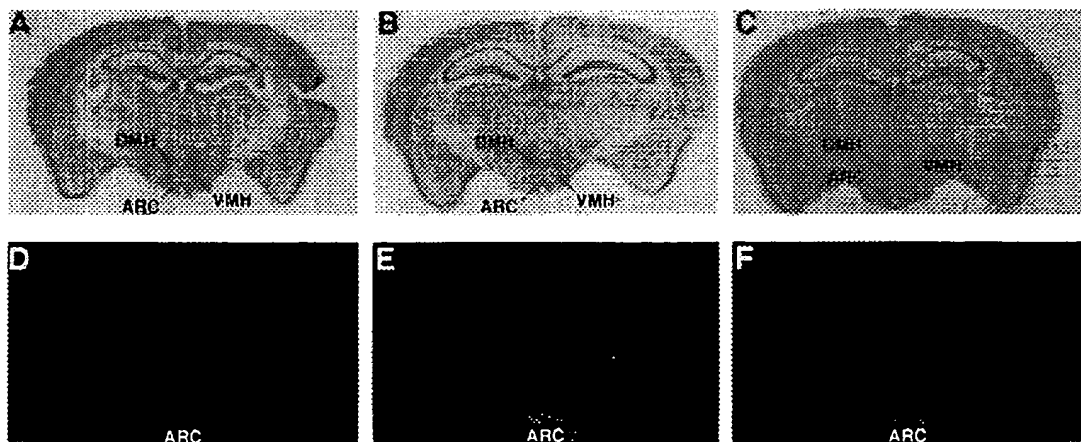 A B C
DMH DMH DMH
VMH
ARC
ARC VMH ARC VMH
D E F
ARC ARC ARC